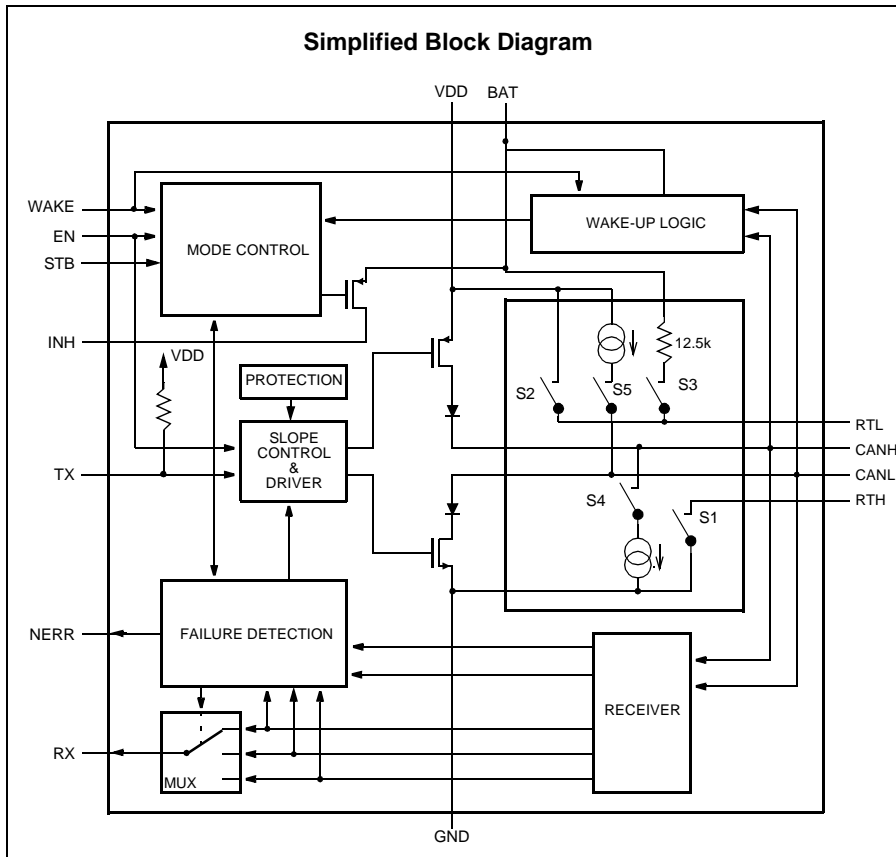 Simplified Block Diagram
VDD
BAT
WAKE
EN
STB
MODE CONTROL
WAKE-UP LOGIC
INH
VDD
12.5k
PROTECTION
S2
S5
S3
RTL
SLOPE
CONTROL
&
DRIVER
CANH
TX
CANL
S4
S1
RTH
NERR
FAILURE DETECTION
RECEIVER
RX
MUX
GND